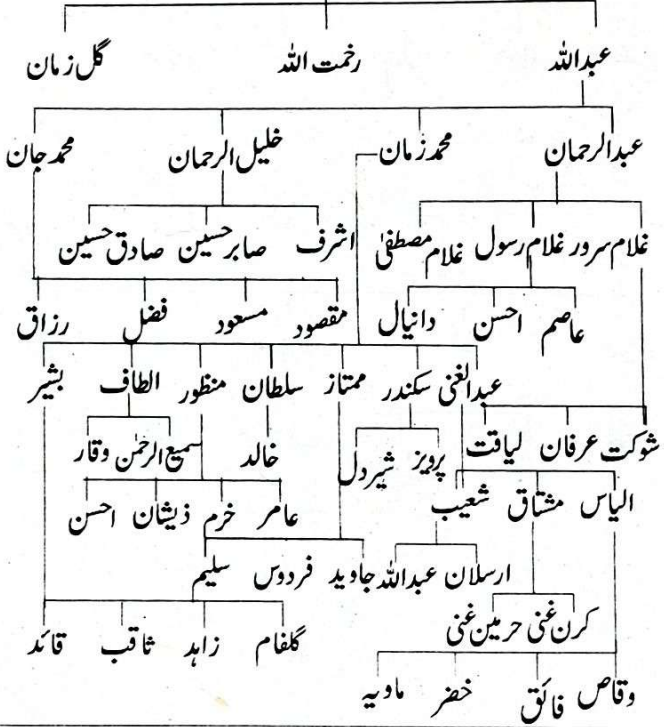 عبداللہ رخمت اللہ گل زمان
عبدالرحمان محمد زمان خلیل الرحمان محمد جان
غلام سرور غلام رسول غلام مصطفیٰ اشرف صابر حسین صادق حسین
عاصم احسن دانیال مقصود مسعود فضل رزاق
عبدالغنی سکندر ممتاز سلطان منظور الطاف بشیر
شوکت عرفان لیاقت پرویز شیردل خالد سمیع الرحمٰن وقار
الیاس مشتاق شعیب عامر خرم ذیشان احسن
ارسلان عبداللہ جاوید فردوس سلیم
کرن غنی حرمین غنی گلفام زاہد ثاقب قائد
وقاص فائق خضر ماویہ